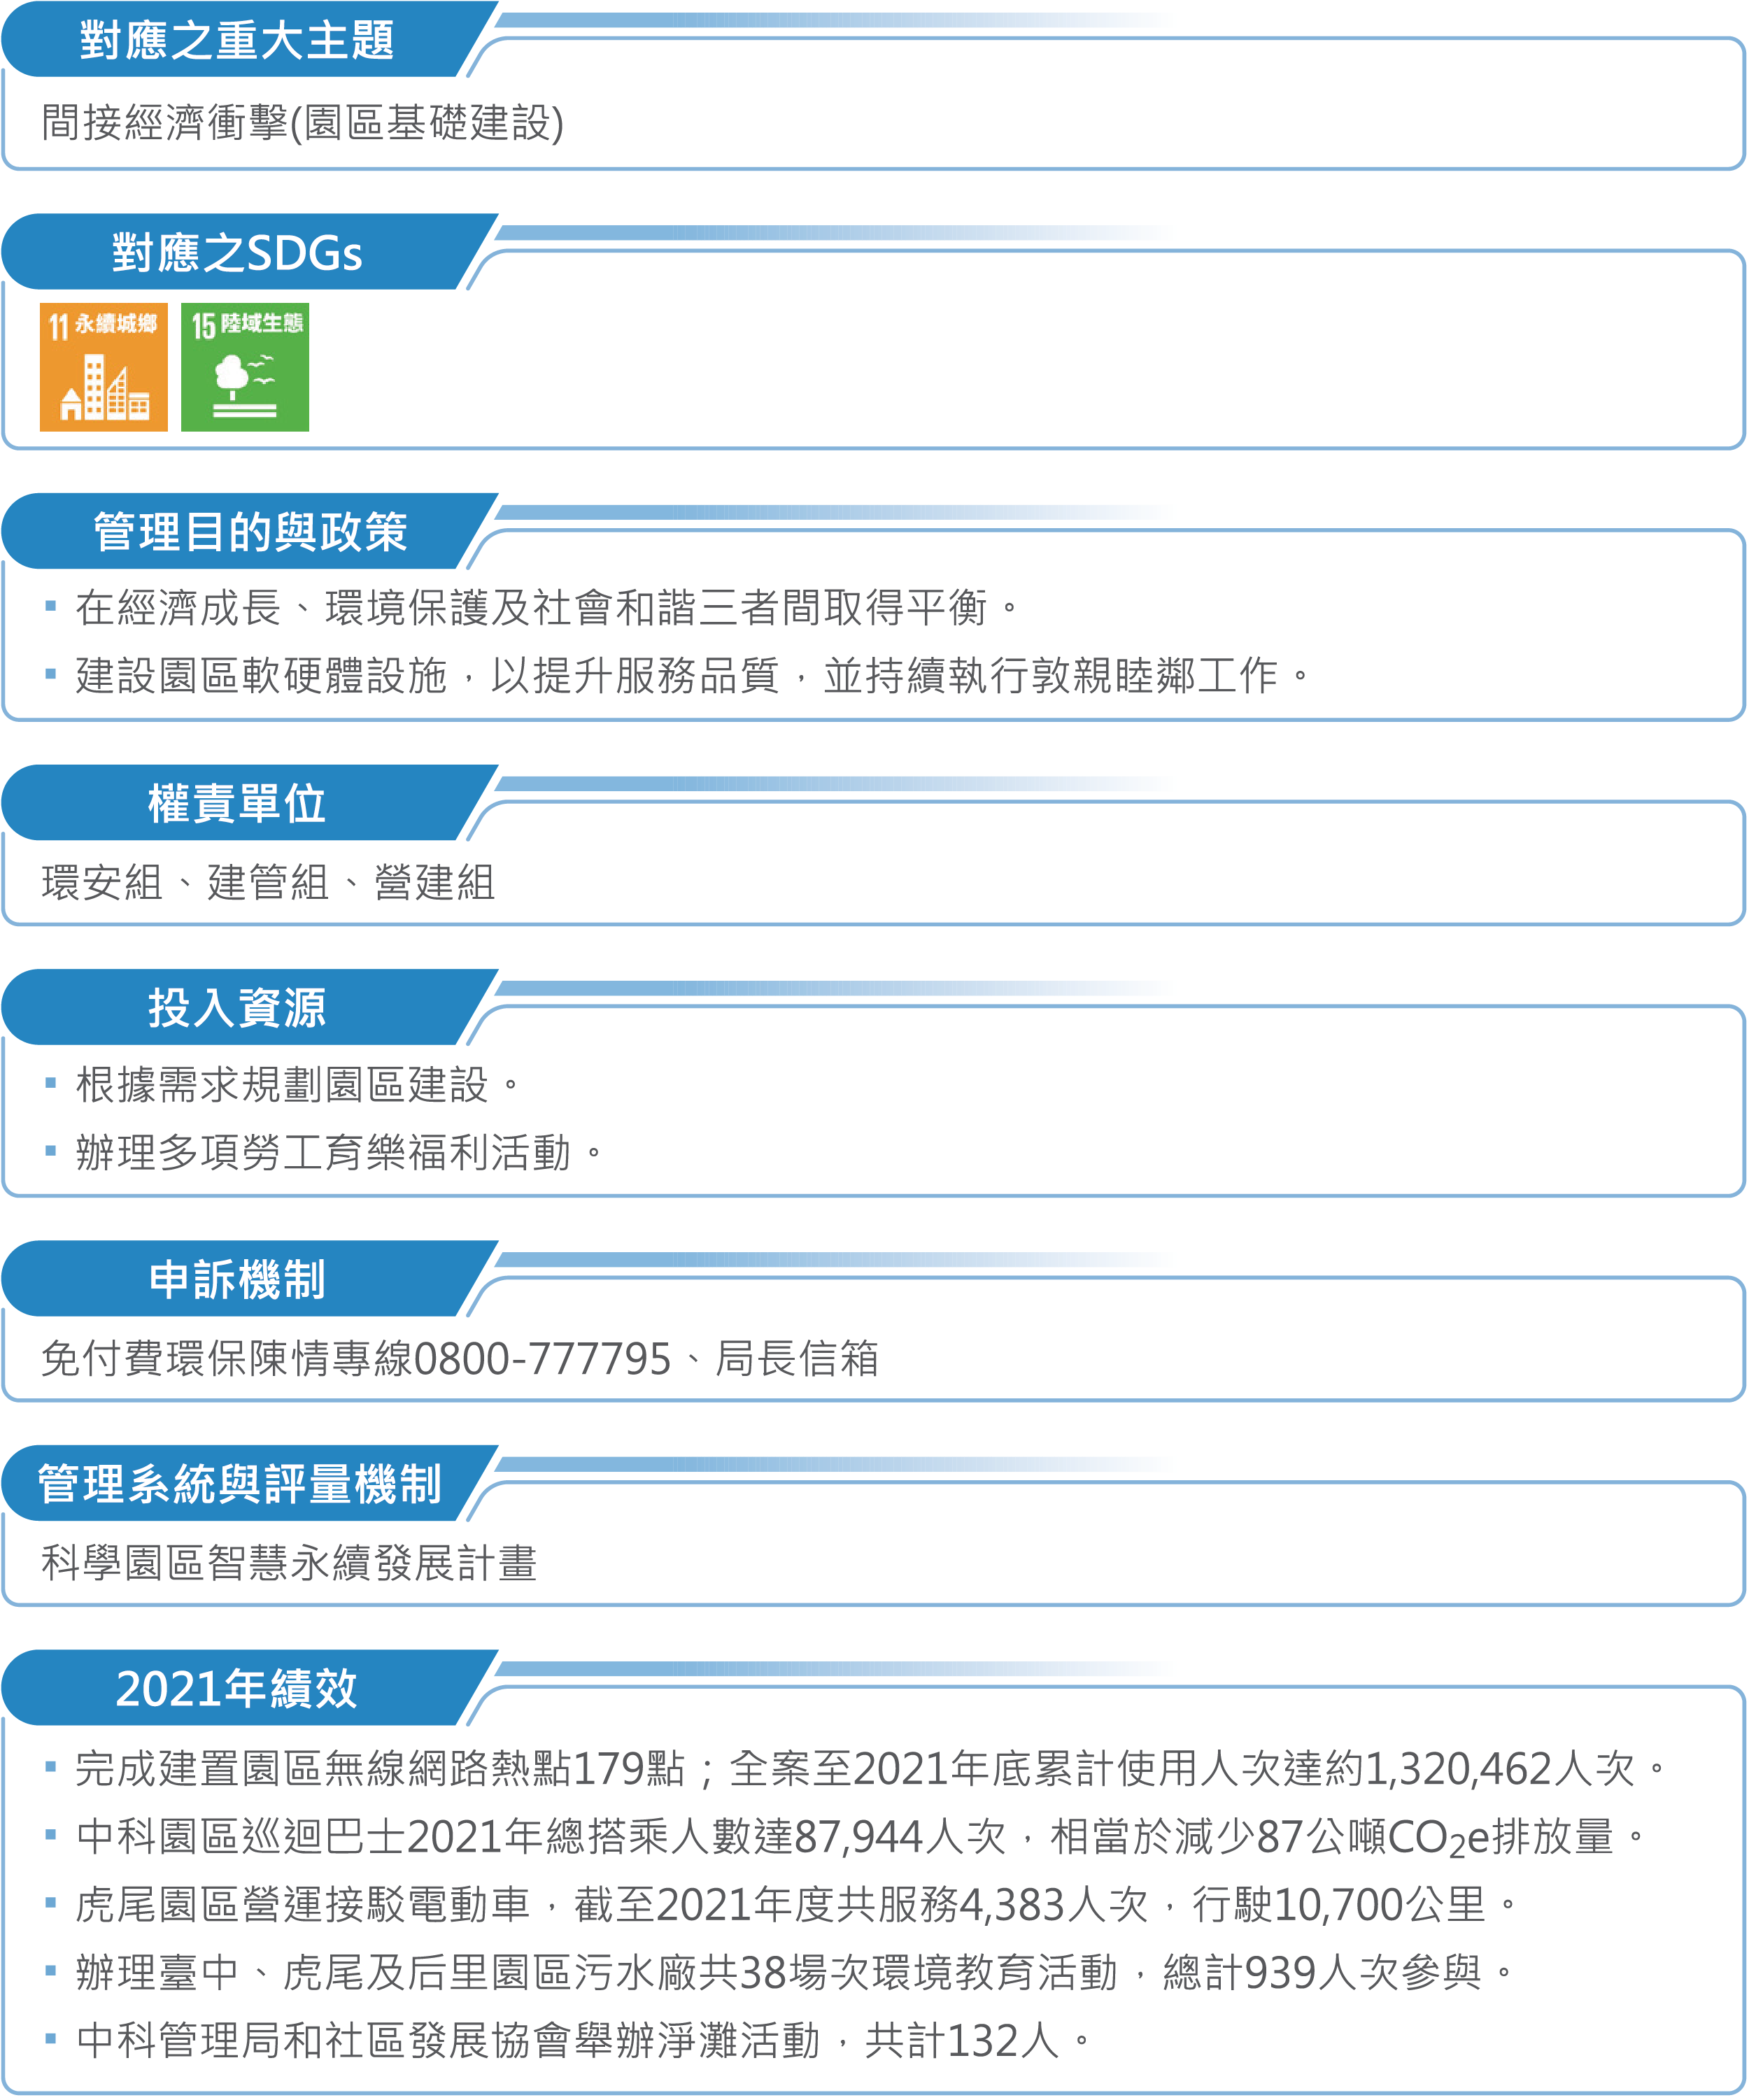 對應之重大主題
間接經濟衝擊(園區基礎建設)
對應之SDGs
11 永續城鄉
15 陸域生態
管理目的與政策
▪ 在經濟成長、環境保護及社會和諧三者間取得平衡。
▪ 建設園區軟硬體設施，以提升服務品質，並持續執行敦親睦鄰工作。
權責單位
環安組、建管組、營建組
投入資源
▪ 根據需求規劃園區建設。
▪ 辦理多項勞工育樂福利活動。
申訴機制
免付費環保陳情專線0800-777795、局長信箱
管理系統與評量機制
科學園區智慧永續發展計畫
2021年績效
▪ 完成建置園區無線網路熱點179點；全案至2021年底累計使用人次達約1,320,462人次。
▪ 中科園區巡迴巴士2021年總搭乘人數達87,944人次，相當於減少87公噸CO₂e排放量。
▪ 虎尾園區營運接駁電動車，截至2021年度共服務4,383人次，行駛10,700公里。
▪ 辦理臺中、虎尾及后里園區污水廠共38場次環境教育活動，總計939人次參與。
▪ 中科管理局和社區發展協會舉辦淨灘活動，共計132人。